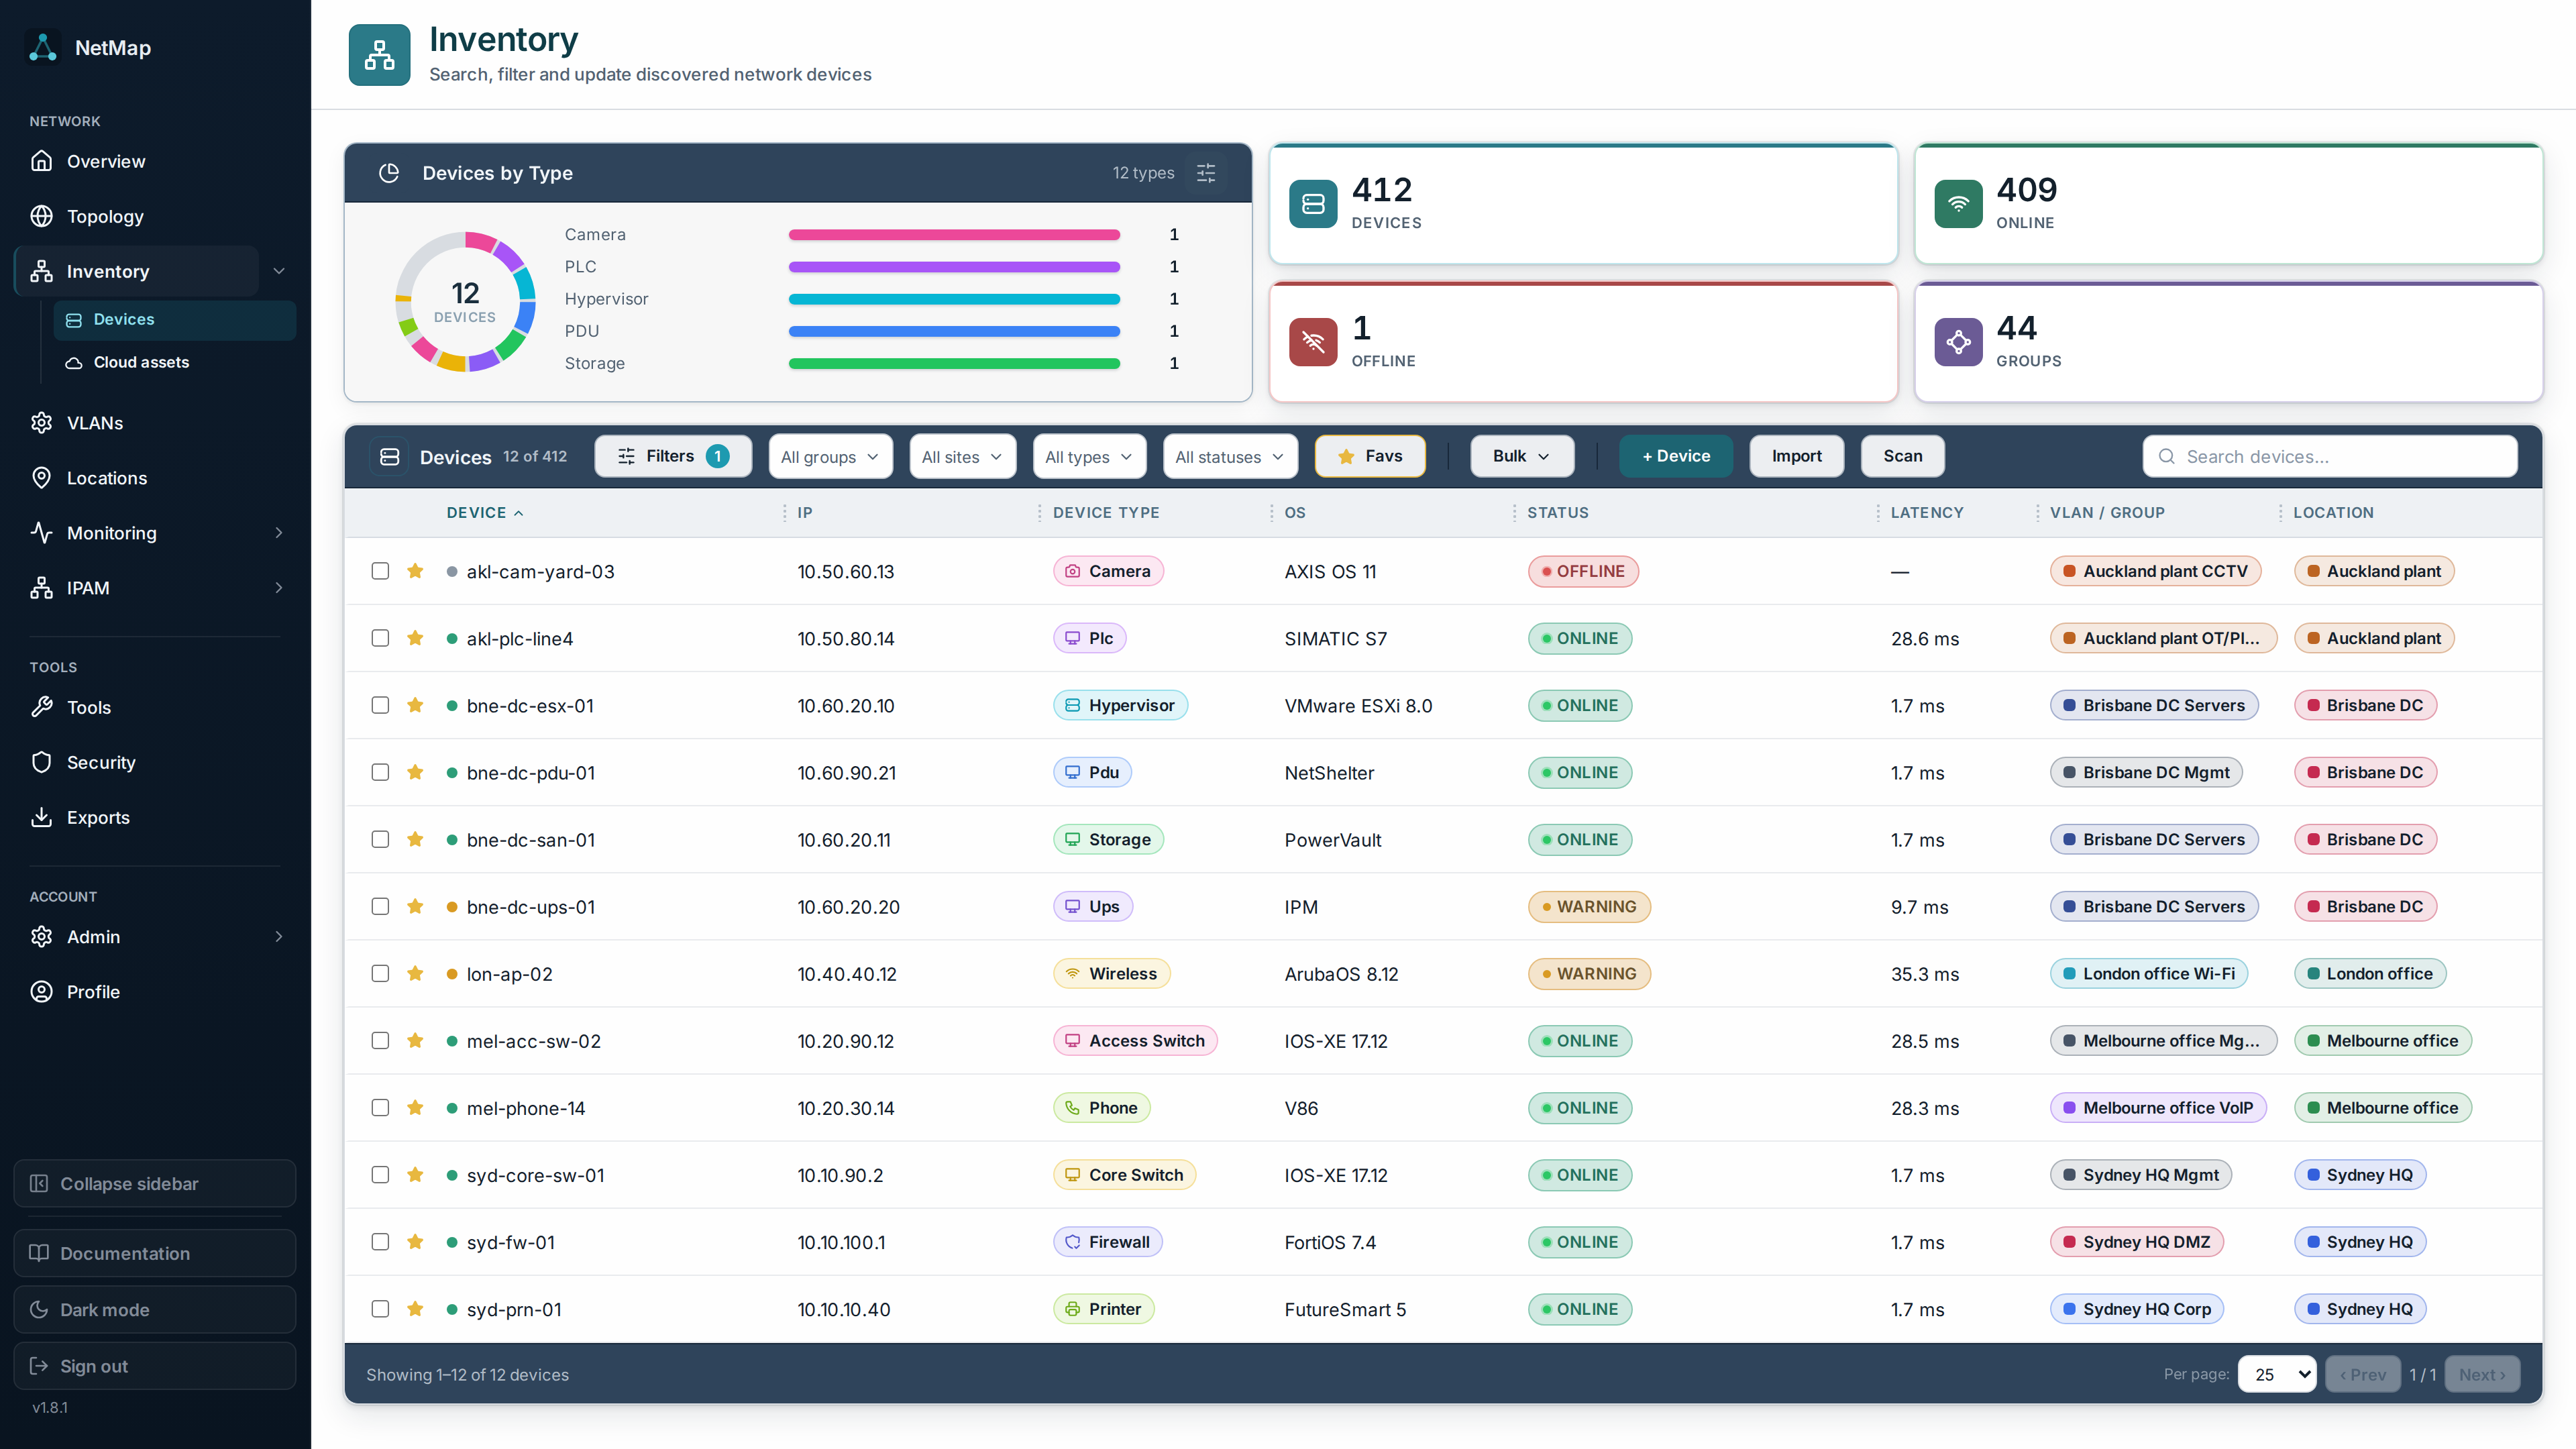 NetMap
NETWORK
Overview
Topology
Inventory
Devices
Cloud assets
VLANs
Locations
Monitoring
IPAM
TOOLS
Tools
Security
Exports
ACCOUNT
Admin
Profile
Collapse sidebar
Documentation
Dark mode
Sign out
v1.8.1
Inventory
Search, filter and update discovered network devices
Devices by Type 12 types
12
DEVICES
Camera 1
PLC 1
Hypervisor 1
PDU 1
Storage 1
412
DEVICES
409
ONLINE
1
OFFLINE
44
GROUPS
Devices 12 of 412 Filters 1 All groups All sites All types All statuses Favs Bulk + Device Import Scan Search devices...
DEVICE IP DEVICE TYPE OS STATUS LATENCY VLAN / GROUP LOCATION
akl-cam-yard-03 10.50.60.13 Camera AXIS OS 11 OFFLINE — Auckland plant CCTV Auckland plant
akl-plc-line4 10.50.80.14 Plc SIMATIC S7 ONLINE 28.6 ms Auckland plant OT/Pl... Auckland plant
bne-dc-esx-01 10.60.20.10 Hypervisor VMware ESXi 8.0 ONLINE 1.7 ms Brisbane DC Servers Brisbane DC
bne-dc-pdu-01 10.60.90.21 Pdu NetShelter ONLINE 1.7 ms Brisbane DC Mgmt Brisbane DC
bne-dc-san-01 10.60.20.11 Storage PowerVault ONLINE 1.7 ms Brisbane DC Servers Brisbane DC
bne-dc-ups-01 10.60.20.20 Ups IPM WARNING 9.7 ms Brisbane DC Servers Brisbane DC
lon-ap-02 10.40.40.12 Wireless ArubaOS 8.12 WARNING 35.3 ms London office Wi-Fi London office
mel-acc-sw-02 10.20.90.12 Access Switch IOS-XE 17.12 ONLINE 28.5 ms Melbourne office Mg... Melbourne office
mel-phone-14 10.20.30.14 Phone V86 ONLINE 28.3 ms Melbourne office VoIP Melbourne office
syd-core-sw-01 10.10.90.2 Core Switch IOS-XE 17.12 ONLINE 1.7 ms Sydney HQ Mgmt Sydney HQ
syd-fw-01 10.10.100.1 Firewall FortiOS 7.4 ONLINE 1.7 ms Sydney HQ DMZ Sydney HQ
syd-prn-01 10.10.10.40 Printer FutureSmart 5 ONLINE 1.7 ms Sydney HQ Corp Sydney HQ
Showing 1–12 of 12 devices Per page: 25 ‹ Prev 1 / 1 Next ›